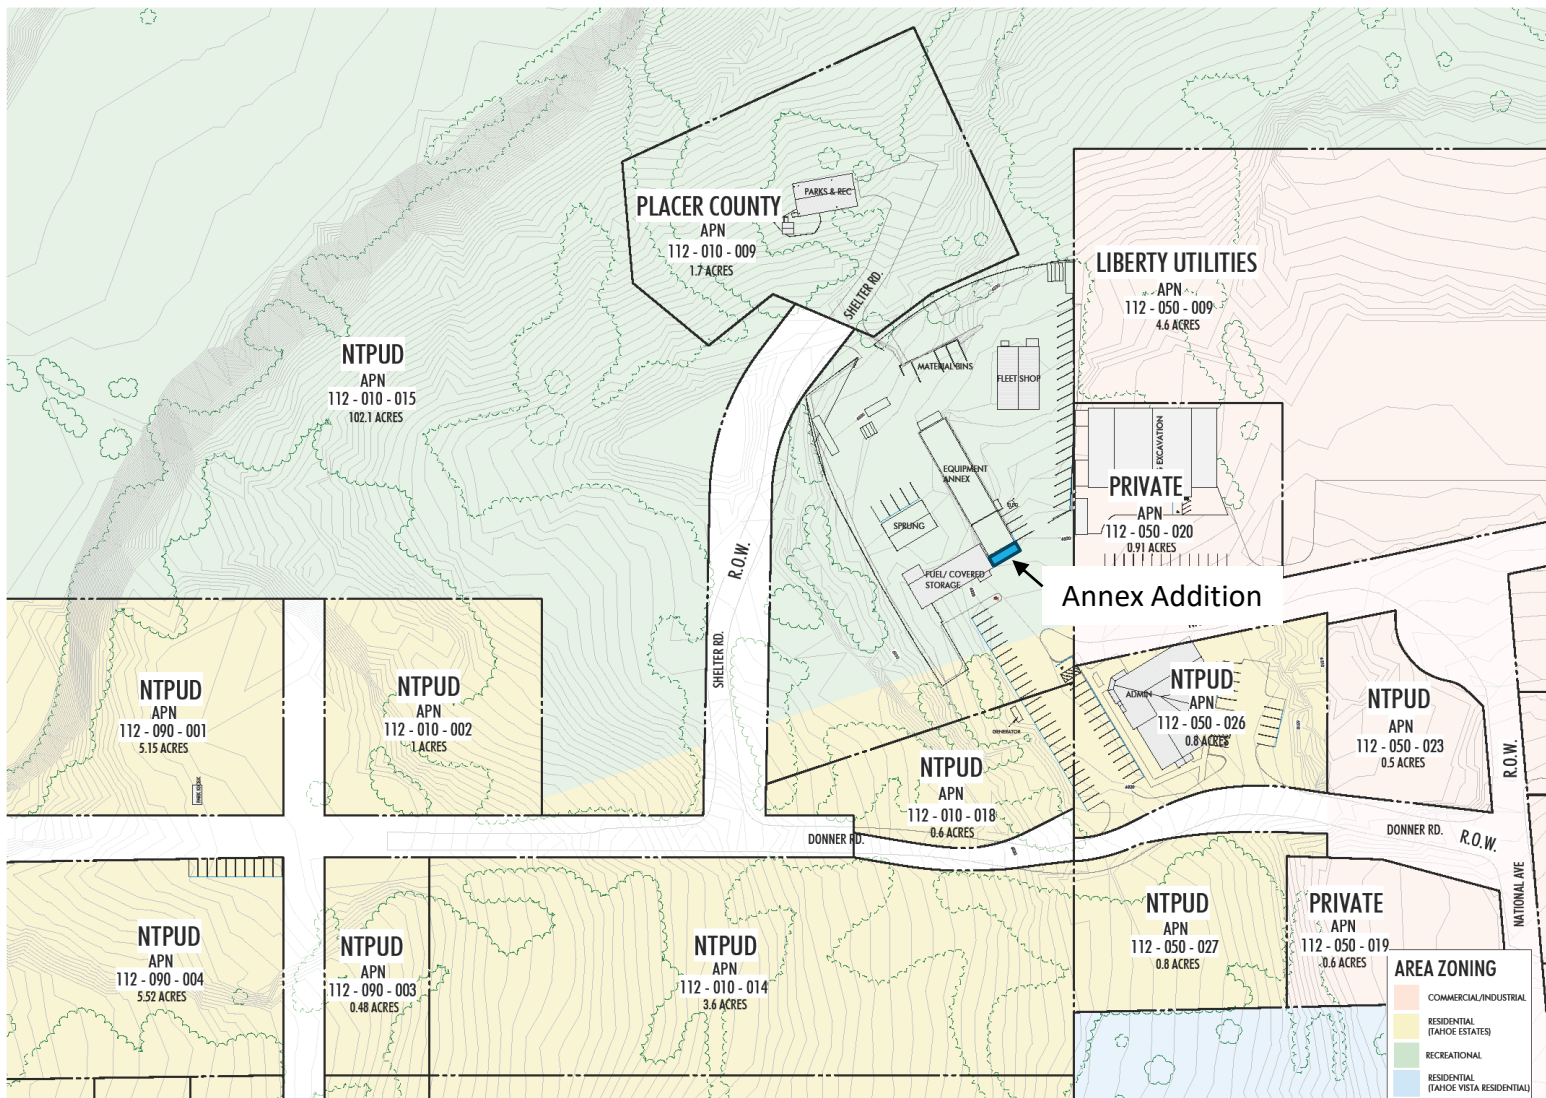 PLACER COUNTY
APN
112 - 010 - 009
1.7 ACRES
PARKS & REC
SHELTER RD.
LIBERTY UTILITIES
APN
112 - 050 - 009
4.6 ACRES
NTPUD
APN
112 - 010 - 015
102.1 ACRES
MATERIAL BINS
FLEET SHOP
EQUIPMENT
ANNEX
SPRUNG
FUEL/ COVERED
STORAGE
EXCAVATION
PRIVATE
APN
112 - 050 - 020
0.91 ACRES
Annex Addition
R.O.W.
SHELTER RD.
NTPUD
APN
112 - 090 - 001
5.15 ACRES
NTPUD
APN
112 - 010 - 002
1 ACRES
ADMIN
NTPUD
APN
112 - 050 - 026
0.8 ACRES
NTPUD
APN
112 - 050 - 023
0.5 ACRES
R.O.W.
GENERATOR
NTPUD
APN
112 - 010 - 018
0.6 ACRES
DONNER RD.
DONNER RD.
R.O.W.
NATIONAL AVE
NTPUD
APN
112 - 090 - 004
5.52 ACRES
NTPUD
APN
112 - 090 - 003
0.48 ACRES
NTPUD
APN
112 - 010 - 014
3.6 ACRES
NTPUD
APN
112 - 050 - 027
0.8 ACRES
PRIVATE
APN
112 - 050 - 019
0.6 ACRES
AREA ZONING
COMMERCIAL/INDUSTRIAL
RESIDENTIAL
(TAHOE ESTATES)
RECREATIONAL
RESIDENTIAL
(TAHOE VISTA RESIDENTIAL)